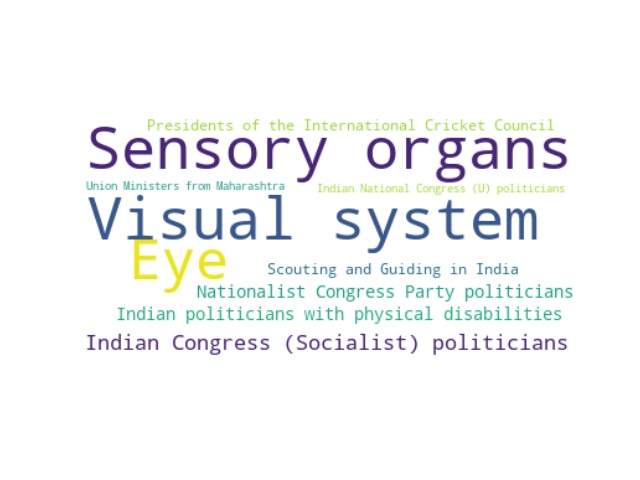 Presidents of the International Cricket Council
Sensory organs
Union Ministers from Maharashtra
Indian National Congress (U) politicians
Visual system
Eye
Scouting and Guiding in India
Nationalist Congress Party politicians
Indian politicians with physical disabilities
Indian Congress (Socialist) politicians